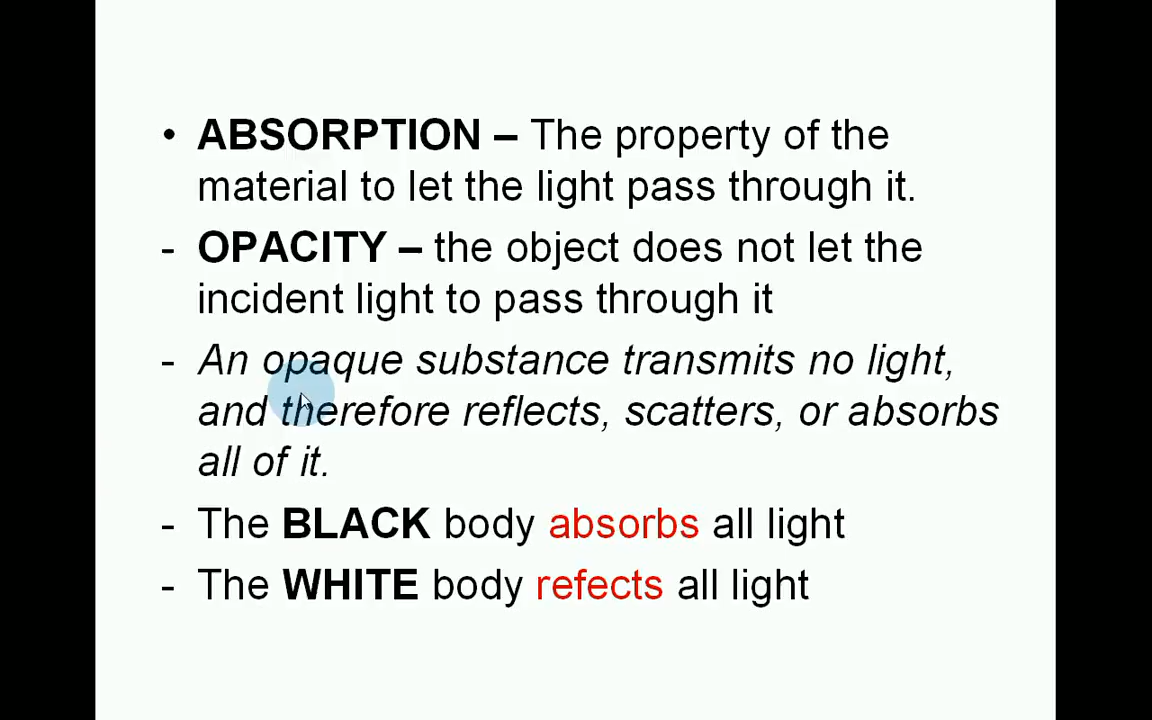 • ABSORPTION – The property of the
material to let the light pass through it.
- OPACITY – the object does not let the
incident light to pass through it
- An opaque substance transmits no light,
and therefore reflects, scatters, or absorbs
all of it.
- The BLACK body absorbs all light
- The WHITE body refects all light